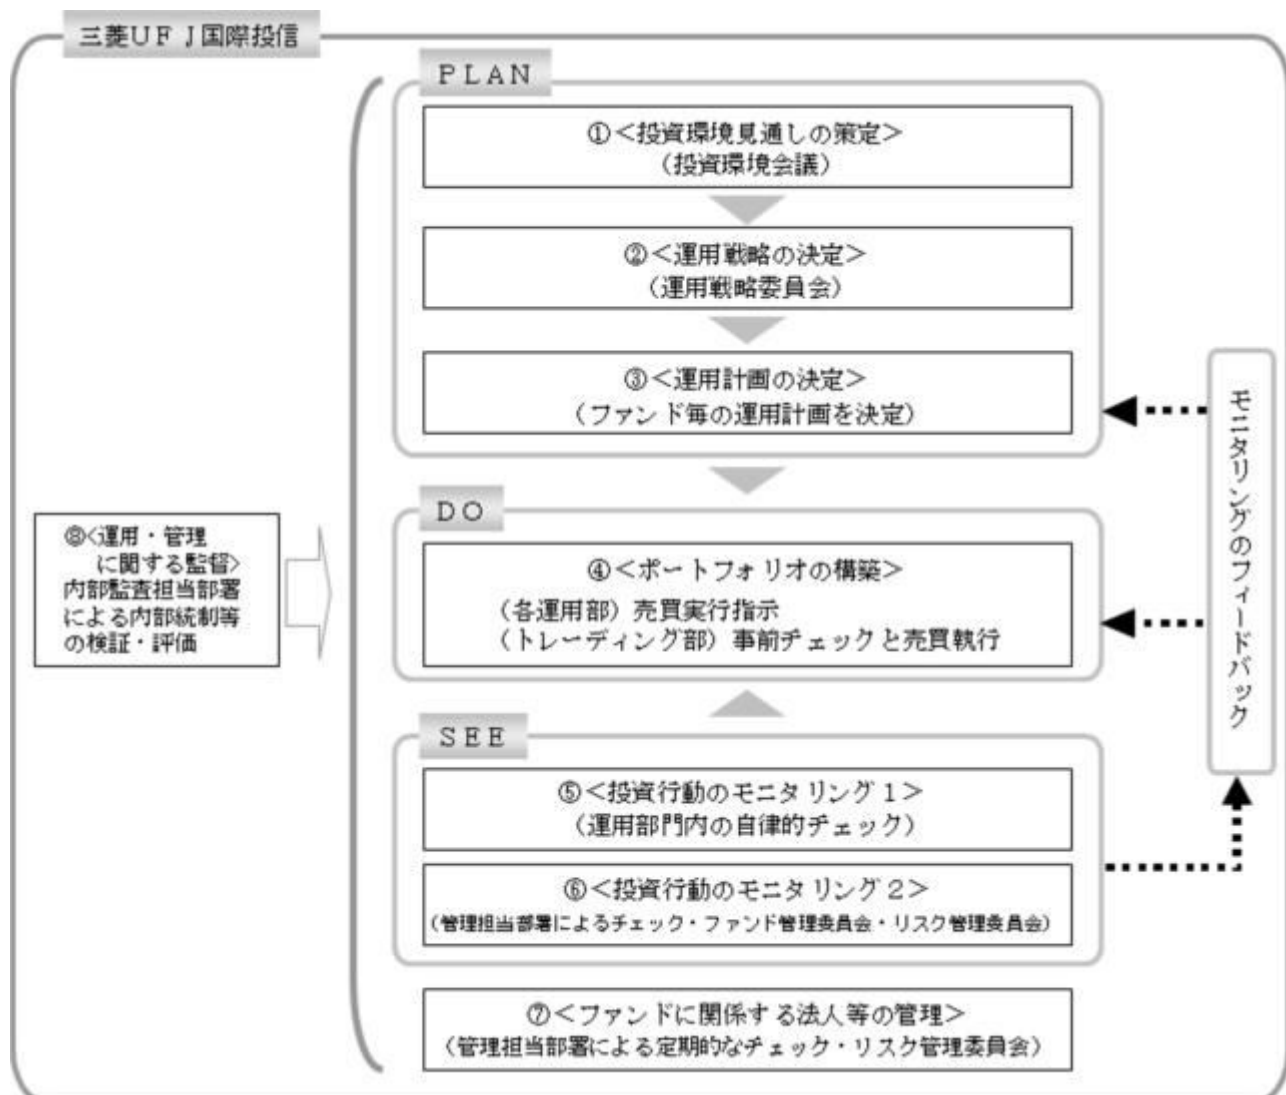 三菱ＵＦＪ国際投信
ＰＬＡＮ
①＜投資環境見通しの策定＞
（投資環境会議）
②＜運用戦略の決定＞
（運用戦略委員会）
③＜運用計画の決定＞
（ファンド毎の運用計画を決定）
ＤＯ
④＜ポートフォリオの構築＞
（各運用部）売買実行指示
（トレーディング部）事前チェックと売買執行
ＳＥＥ
⑤＜投資行動のモニタリング１＞
（運用部門内の自律的チェック）
⑥＜投資行動のモニタリング２＞
（管理担当部署によるチェック・ファンド管理委員会・リスク管理委員会）
⑦＜ファンドに関係する法人等の管理＞
（管理担当部署による定期的なチェック・リスク管理委員会）
⑧<運用・管理
に関する監督>
内部監査担当部署
による内部統制等
の検証・評価
モニタリングのフィードバック